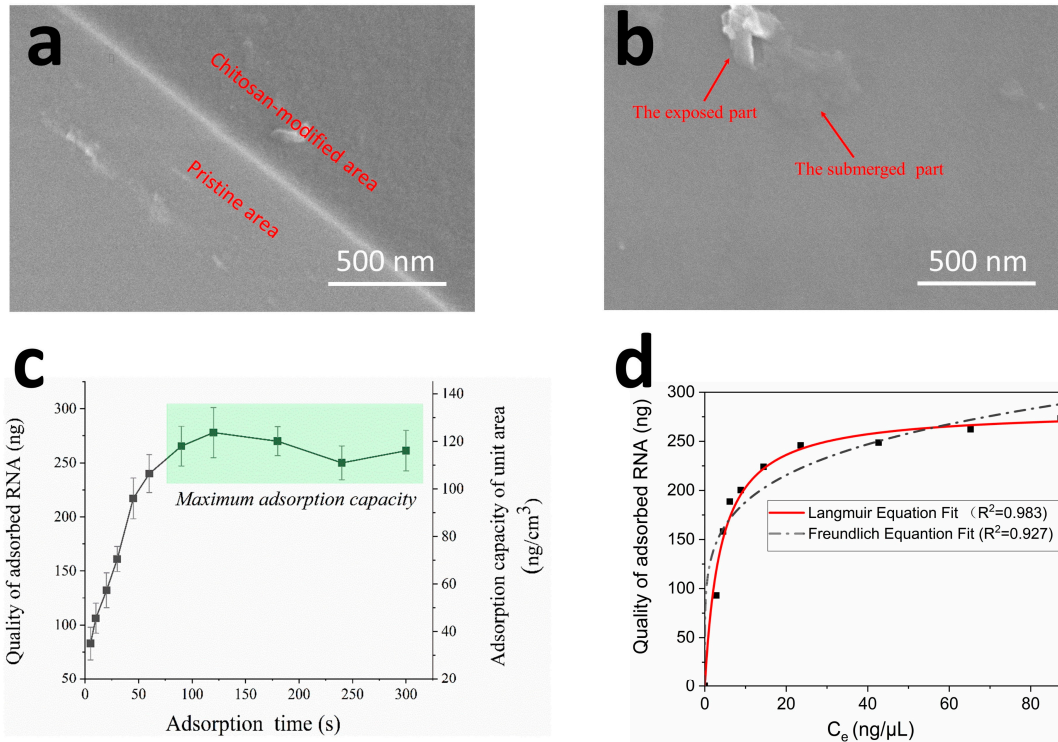 a
Chitosan-modified area
Pristine area
500 nm
b
The exposed part
The submerged part
500 nm
c
Quality of adsorbed RNA (ng)
300
250
200
150
100
50
0 50 100 150 200 250 300
Adsorption time (s)
Maximum adsorption capacity
140
120
100
80
60
40
20
Adsorption capacity of unit area
(ng/cm³)
d
Quality of adsorbed RNA (ng)
300
250
200
150
100
50
0
0 20 40 60 80
Cₑ (ng/μL)
Langmuir Equation Fit （R²=0.983)
Freundlich Equantion Fit (R²=0.927)